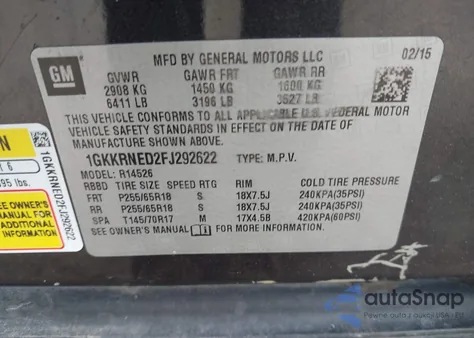 MFD BY GENERAL MOTORS LLC 02/15
GM
GVWR GAWR FRT GAWR RR
2908 KG 1450 KG 1600 KG
6411 LB 3196 LB 3527 LB
THIS VEHICLE CONFORMS TO ALL APPLICABLE U.S. FEDERAL MOTOR
VEHICLE SAFETY STANDARDS IN EFFECT ON THE DATE OF
MANUFACTURE SHOWN ABOVE.
1GKKRNED2FJ292622 TYPE: M.P.V.
MODEL: R14526
RBBD TIRE SIZE SPEED RTG RIM COLD TIRE PRESSURE
FRT P255/65R18 S 18X7.5J 240KPA(35PSI)
RR P255/65R18 S 18X7.5J 240KPA(35PSI)
SPA T145/70R17 M 17X4.5B 420KPA(60PSI)
SEE OWNER'S MANUAL FOR MORE INFORMATION
1GKKRNED2FJ292622
SEE OWNER'S
MANUAL FOR
ADDITIONAL
INFORMATION
autoSnap